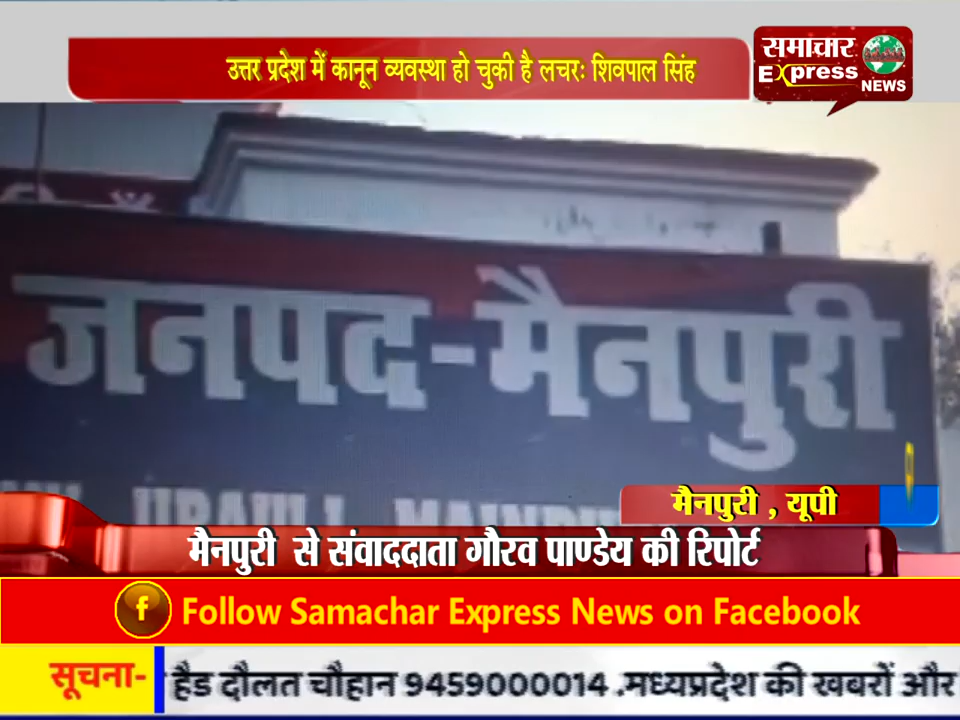 उत्तर प्रदेश में कानून व्यवस्था हो चुकी है लचरः शिवपाल सिंह
समाचार
Express
NEWS
जनपद-मैनपुरी
मैनपुरी , यूपी
मैनपुरी से संवाददाता गौरव पाण्डेय की रिपोर्ट
f Follow Samachar Express News on Facebook
सूचना- हैड दौलत चौहान 9459000014 .मध्यप्रदेश की खबरों और